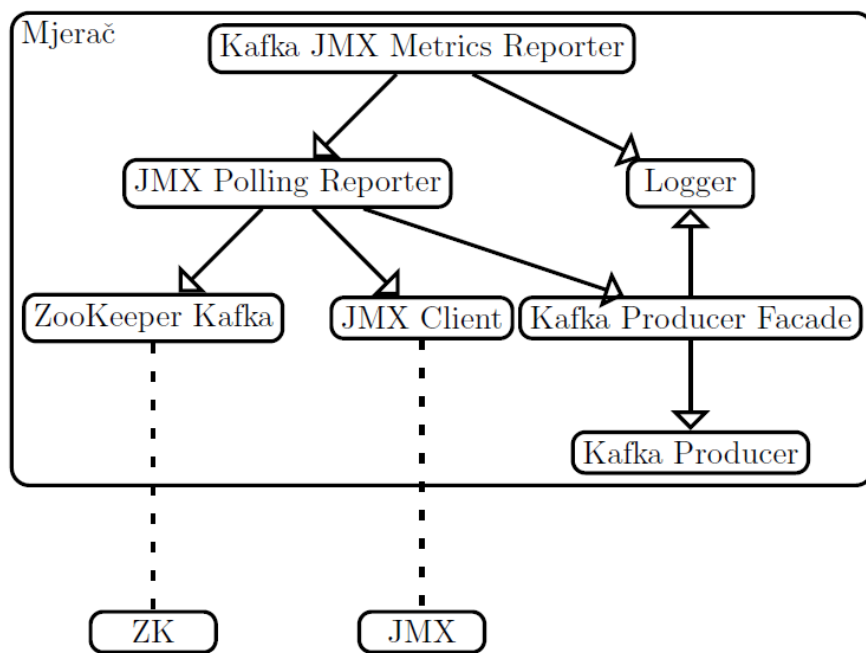 Mjerač
Kafka JMX Metrics Reporter
JMX Polling Reporter
Logger
ZooKeeper Kafka
JMX Client
Kafka Producer Facade
Kafka Producer
ZK
JMX